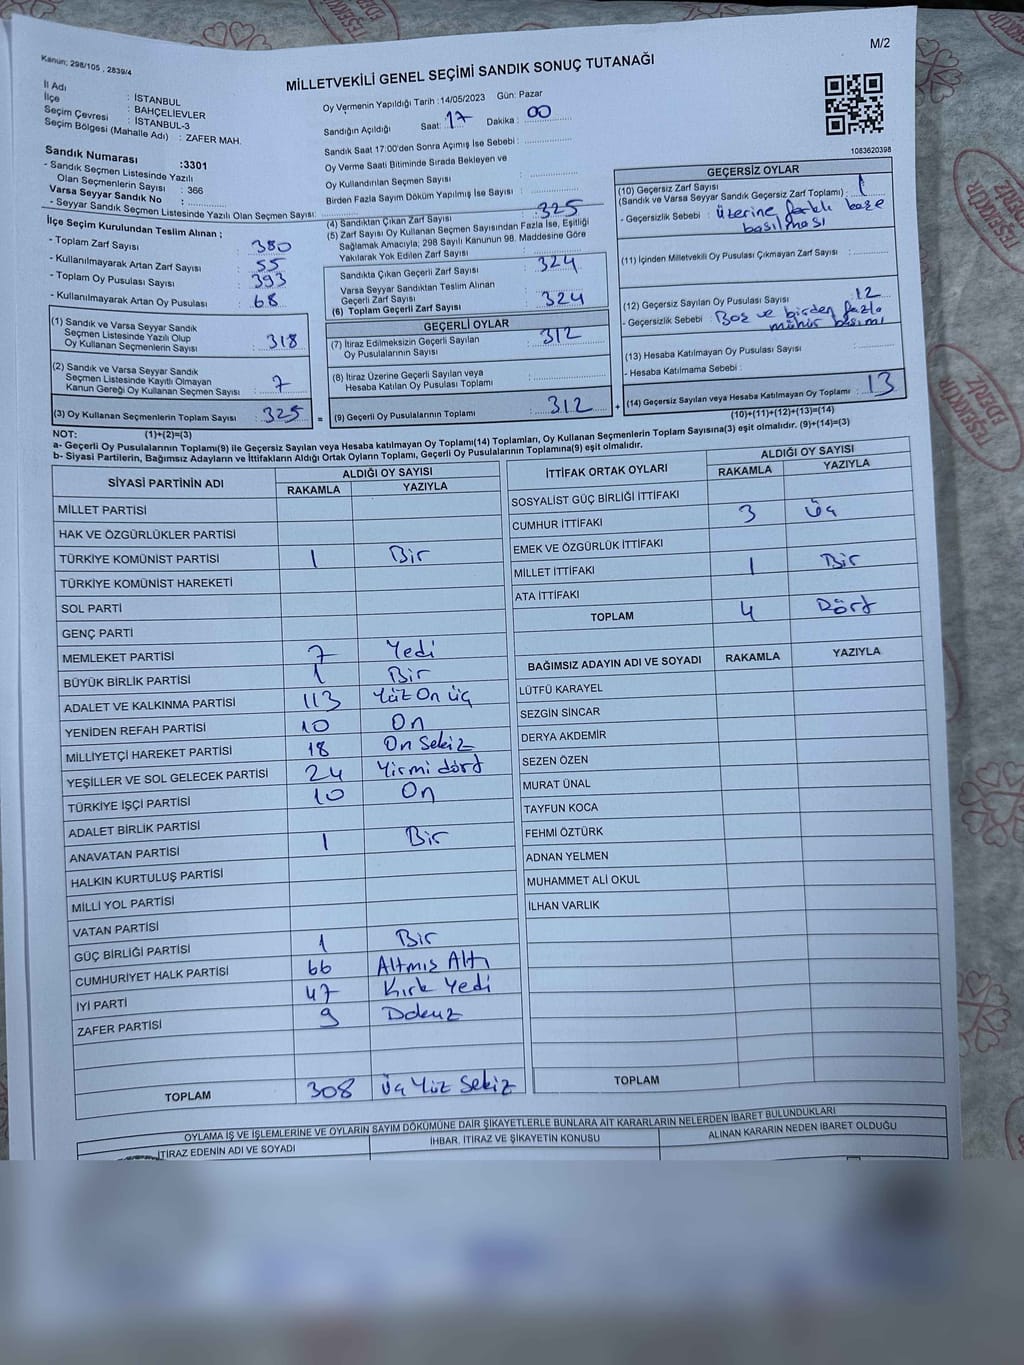 M/2
Kanun; 298/105 , 2839/4
MİLLETVEKİLİ GENEL SEÇİMİ SANDIK SONUÇ TUTANAĞI
İl Adı : İSTANBUL
İlçe : BAHÇELİEVLER
Seçim Çevresi : İSTANBUL-3
Seçim Bölgesi (Mahalle Adı) : ZAFER MAH.
Sandık Numarası :3301
- Sandık Seçmen Listesinde Yazılı
Olan Seçmenlerin Sayısı : 366
Varsa Seyyar Sandık No :
- Seyyar Sandık Seçmen Listesinde Yazılı Olan Seçmen Sayısı:
Oy Vermenin Yapıldığı Tarih :14/05/2023 Gün: Pazar
Sandığın Açıldığı Saat: 17 Dakika : 00
Sandık Saat 17:00'den Sonra Açımış İse Sebebi :
Oy Verme Saati Bitiminde Sırada Bekleyen ve
Oy Kullandırılan Seçmen Sayısı :
Birden Fazla Sayım Döküm Yapılmış İse Sayısı :
1083620398
İlçe Seçim Kurulundan Teslim Alınan ;
- Toplam Zarf Sayısı : 380
- Kullanılmayarak Artan Zarf Sayısı : 55
- Toplam Oy Pusulası Sayısı : 393
- Kullanılmayarak Artan Oy Pusulası : 68
(1) Sandık ve Varsa Seyyar Sandık
Seçmen Listesinde Yazılı Olup
Oy Kullanan Seçmenlerin Sayısı : 318
(2) Sandık ve Varsa Seyyar Sandık
Seçmen Listesinde Kayıtlı Olmayan
Kanun Gereği Oy Kullanan Seçmen Sayısı : 7
(3) Oy Kullanan Seçmenlerin Toplam Sayısı : 325 =
(1)+(2)=(3)
(4) Sandıktan Çıkan Zarf Sayısı : 325
(5) Zarf Sayısı Oy Kullanan Seçmen Sayısından Fazla İse, Eşitliği
Sağlamak Amacıyla; 298 Sayılı Kanunun 98. Maddesine Göre
Yakılarak Yok Edilen Zarf Sayısı :
Sandıkta Çıkan Geçerli Zarf Sayısı : 324
Varsa Seyyar Sandıktan Teslim Alınan
Geçerli Zarf Sayısı :
(6) Toplam Geçerli Zarf Sayısı : 324
GEÇERLİ OYLAR
(7) İtiraz Edilmeksizin Geçerli Sayılan
Oy Pusulalarının Sayısı : 312
(8) İtiraz Üzerine Geçerli Sayılan veya
Hesaba Katılan Oy Pusulası Toplamı :
(9) Geçerli Oy Pusulalarının Toplamı : 312 +
GEÇERSİZ OYLAR
(10) Geçersiz Zarf Sayısı
(Sandık ve Varsa Seyyar Sandık Geçersiz Zarf Toplamı) : 1
- Geçersizlik Sebebi : Üzerine farklı kaşe
basılması
(11) İçinden Milletvekili Oy Pusulası Çıkmayan Zarf Sayısı :
(12) Geçersiz Sayılan Oy Pusulası Sayısı : 12
- Geçersizlik Sebebi : Boş ve birden fazla
mühür basımı
(13) Hesaba Katılmayan Oy Pusulası Sayısı :
- Hesaba Katılmama Sebebi :
(14) Geçersiz Sayılan veya Hesaba Katılmayan Oy Toplamı : 13
(10)+(11)+(12)+(13)=(14)
NOT:
a- Geçerli Oy Pusulalarının Toplamı(9) ile Geçersiz Sayılan veya Hesaba katılmayan Oy Toplamı(14) Toplamları, Oy Kullanan Seçmenlerin Toplam Sayısına(3) eşit olmalıdır. (9)+(14)=(3)
b- Siyasi Partilerin, Bağımsız Adayların ve İttifakların Aldığı Ortak Oyların Toplamı, Geçerli Oy Pusulalarının Toplamına(9) eşit olmalıdır.
SİYASİ PARTİNİN ADI ALDIĞI OY SAYISI
RAKAMLA YAZIYLA
MİLLET PARTİSİ
HAK VE ÖZGÜRLÜKLER PARTİSİ
TÜRKİYE KOMÜNİST PARTİSİ 1 Bir
TÜRKİYE KOMÜNİST HAREKETİ
SOL PARTİ
GENÇ PARTİ
MEMLEKET PARTİSİ 7 Yedi
BÜYÜK BİRLİK PARTİSİ 1 Bir
ADALET VE KALKINMA PARTİSİ 113 Yüz On üç
YENİDEN REFAH PARTİSİ 10 On
MİLLİYETÇİ HAREKET PARTİSİ 18 On Sekiz
YEŞİLLER VE SOL GELECEK PARTİSİ 24 Yirmi dört
TÜRKİYE İŞÇİ PARTİSİ 10 On
ADALET BİRLİK PARTİSİ
ANAVATAN PARTİSİ 1 Bir
HALKIN KURTULUŞ PARTİSİ
MİLLİ YOL PARTİSİ
VATAN PARTİSİ
GÜÇ BİRLİĞİ PARTİSİ 1 Bir
CUMHURİYET HALK PARTİSİ 66 Altmış Altı
İYİ PARTİ 47 Kırk Yedi
ZAFER PARTİSİ 9 Dokuz
TOPLAM 308 Üç Yüz Sekiz
İTTİFAK ORTAK OYLARI ALDIĞI OY SAYISI
RAKAMLA YAZIYLA
SOSYALİST GÜÇ BİRLİĞİ İTTİFAKI
CUMHUR İTTİFAKI 3 Üç
EMEK VE ÖZGÜRLÜK İTTİFAKI
MİLLET İTTİFAKI 1 Bir
ATA İTTİFAKI
TOPLAM 4 Dört
BAĞIMSIZ ADAYIN ADI VE SOYADI RAKAMLA YAZIYLA
LÜTFÜ KARAYEL
SEZGİN SİNCAR
DERYA AKDEMİR
SEZEN ÖZEN
MURAT ÜNAL
TAYFUN KOCA
FEHMİ ÖZTÜRK
ADNAN YELMEN
MUHAMMET ALİ OKUL
İLHAN VARLIK
TOPLAM
OYLAMA İŞ VE İŞLEMLERİNE VE OYLARIN SAYIM DÖKÜMÜNE DAİR ŞİKAYETLERLE BUNLARA AİT KARARLARIN NELERDEN İBARET BULUNDUKLARI
İTİRAZ EDENİN ADI VE SOYADI İHBAR, İTİRAZ VE ŞİKAYETİN KONUSU ALINAN KARARIN NEDEN İBARET OLDUĞU
TEŞEKKÜR
EDERİZ
TEŞEKKÜR
EDERİZ